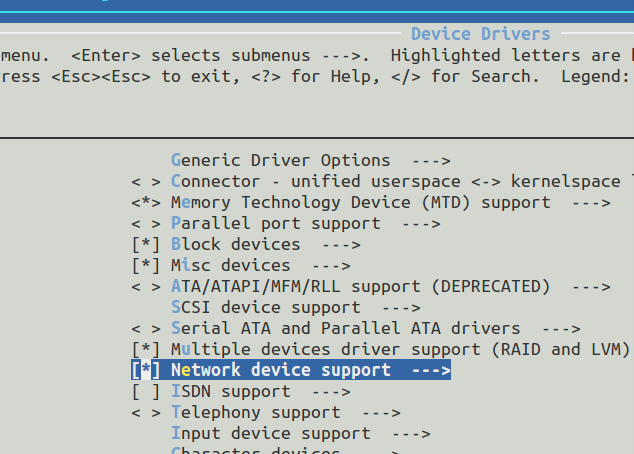 Device Drivers
menu.  <Enter> selects submenus --->.  Highlighted letters are
ress <Esc><Esc> to exit, <?> for Help, </> for Search.  Legend:
Generic Driver Options  --->
< > Connector - unified userspace <-> kernelspace
<*> Memory Technology Device (MTD) support  --->
< > Parallel port support  --->
[*] Block devices  --->
[*] Misc devices  --->
< > ATA/ATAPI/MFM/RLL support (DEPRECATED)  --->
SCSI device support  --->
< > Serial ATA and Parallel ATA drivers  --->
[*] Multiple devices driver support (RAID and LVM)
[*] Network device support  --->
[ ] ISDN support  --->
< > Telephony support  --->
Input device support  --->
Character devices